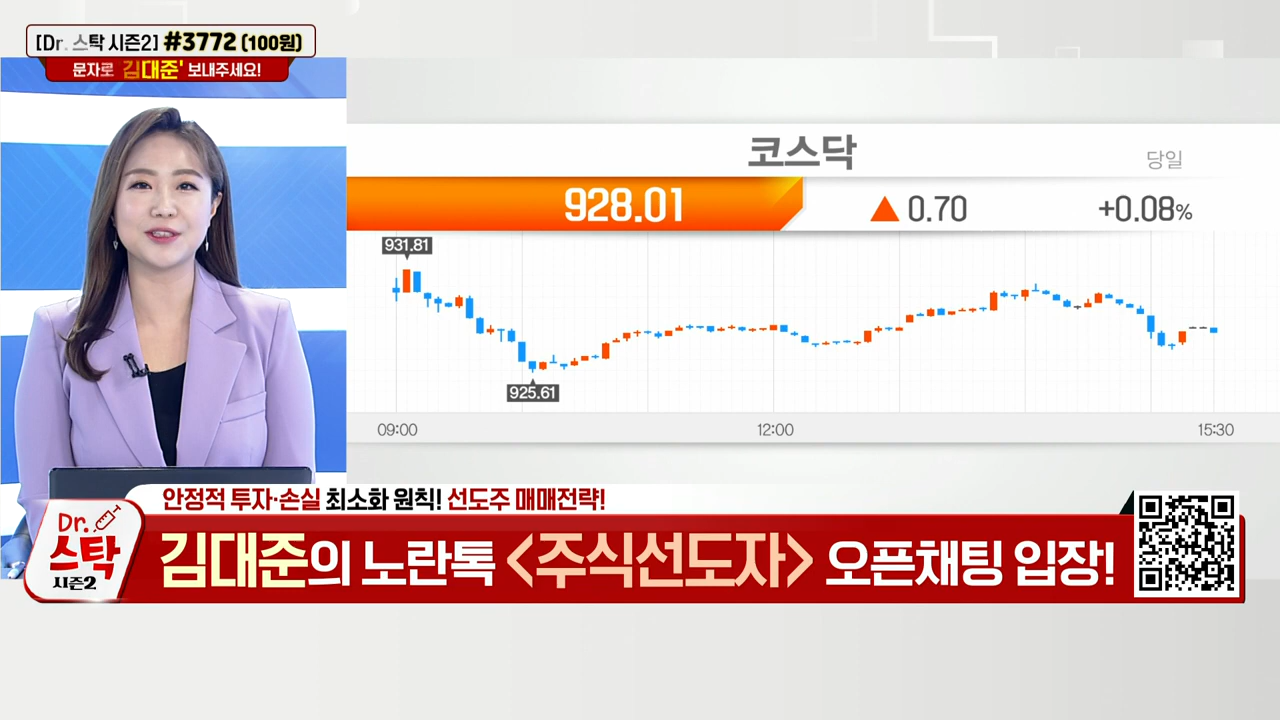 [Dr. 스탁 시즌2] #3772 (100원)
문자로 '김대준' 보내주세요!
코스닥
당일
928.01
▲ 0.70
+0.08%
931.81
925.61
09:00
12:00
15:30
안정적 투자·손실 최소화 원칙! 선도주 매매전략!
Dr.
스탁
시즌2
김대준의 노란톡 <주식선도자> 오픈채팅 입장!